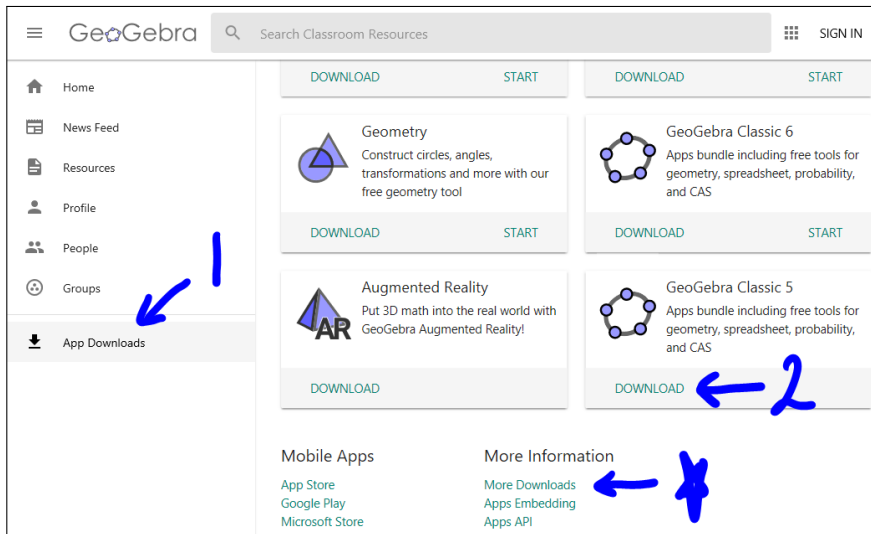 GeoGebra
Search Classroom Resources
SIGN IN
Home
News Feed
Resources
Profile
People
Groups
App Downloads
1
DOWNLOAD START
DOWNLOAD START
Geometry
Construct circles, angles,
transformations and more with our
free geometry tool
DOWNLOAD START
GeoGebra Classic 6
Apps bundle including free tools for
geometry, spreadsheet, probability,
and CAS
DOWNLOAD START
AR
Augmented Reality
Put 3D math into the real world with
GeoGebra Augmented Reality!
DOWNLOAD
GeoGebra Classic 5
Apps bundle including free tools for
geometry, spreadsheet, probability,
and CAS
DOWNLOAD
2
Mobile Apps
App Store
Google Play
Microsoft Store
More Information
More Downloads
Apps Embedding
Apps API